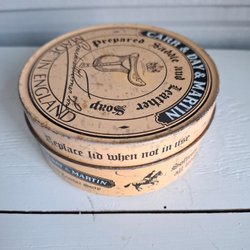 CARR & DAY & MARTIN
Prepared Saddle And Leather
Soap
MADE IN ENGLAND
Replace lid when not in use
MARTIN